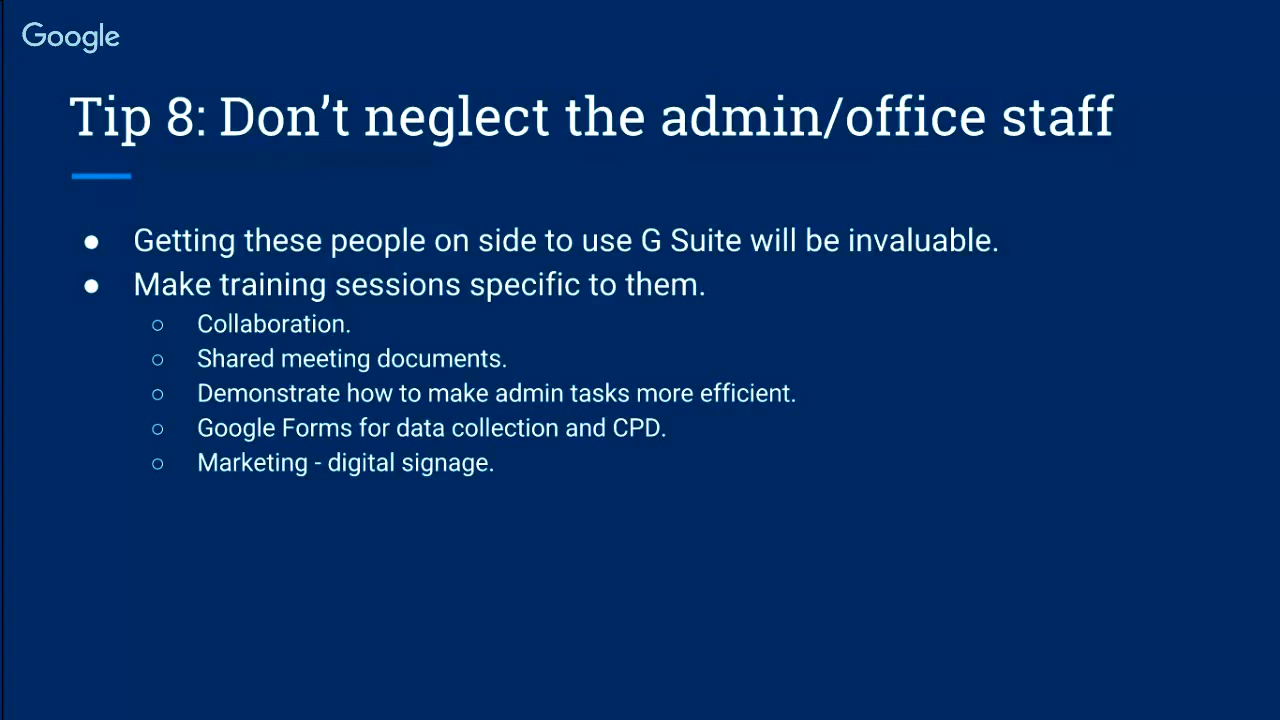 Google
Tip 8: Don’t neglect the admin/office staff
● Getting these people on side to use G Suite will be invaluable.
● Make training sessions specific to them.
○ Collaboration.
○ Shared meeting documents.
○ Demonstrate how to make admin tasks more efficient.
○ Google Forms for data collection and CPD.
○ Marketing - digital signage.